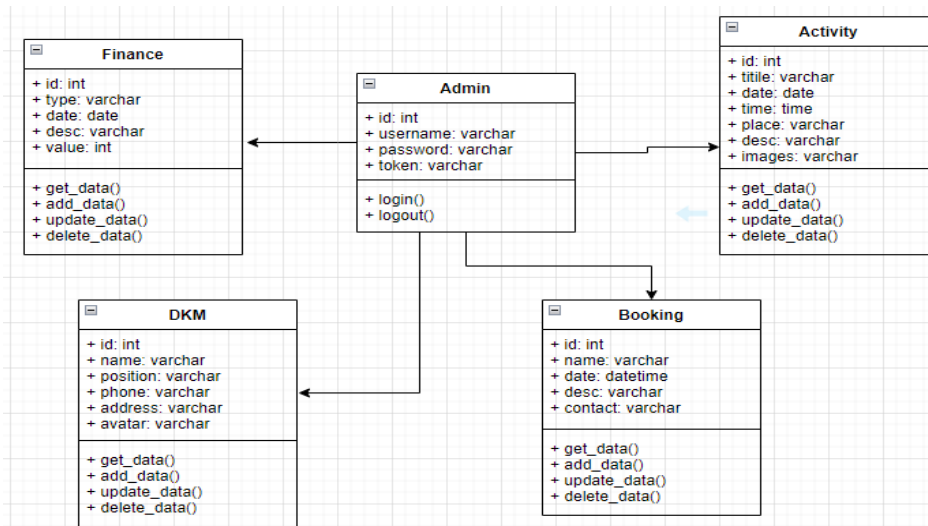 Finance
+ id: int
+ type: varchar
+ date: date
+ desc: varchar
+ value: int
+ get_data()
+ add_data()
+ update_data()
+ delete_data()
Admin
+ id: int
+ username: varchar
+ password: varchar
+ token: varchar
+ login()
+ logout()
Activity
+ id: int
+ titile: varchar
+ date: date
+ time: time
+ place: varchar
+ desc: varchar
+ images: varchar
+ get_data()
+ add_data()
+ update_data()
+ delete_data()
DKM
+ id: int
+ name: varchar
+ position: varchar
+ phone: varchar
+ address: varchar
+ avatar: varchar
+ get_data()
+ add_data()
+ update_data()
+ delete_data()
Booking
+ id: int
+ name: varchar
+ date: datetime
+ desc: varchar
+ contact: varchar
+ get_data()
+ add_data()
+ update_data()
+ delete_data()